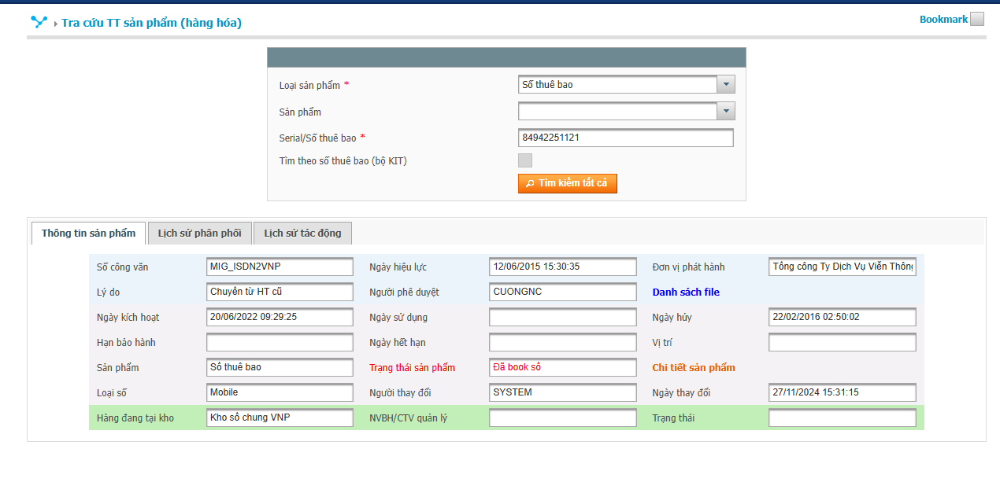 Tra cứu TT sản phẩm (hàng hóa)
Bookmark
Loại sản phẩm * Số thuê bao
Sản phẩm
Serial/Số thuê bao * 84942251121
Tìm theo số thuê bao (bộ KIT)
Tìm kiếm tất cả
Thông tin sản phẩm Lịch sử phân phối Lịch sử tác động
Số công văn MIG_ISDN2VNP Ngày hiệu lực 12/06/2015 15:30:35 Đơn vị phát hành Tổng công Ty Dịch Vụ Viễn Thông
Lý do Chuyển từ HT cũ Người phê duyệt CUONGNC Danh sách file
Ngày kích hoạt 20/06/2022 09:29:25 Ngày sử dụng Ngày hủy 22/02/2016 02:50:02
Hạn bảo hành Ngày hết hạn Vị trí
Sản phẩm Số thuê bao Trạng thái sản phẩm Đã book số Chi tiết sản phẩm
Loại số Mobile Người thay đổi SYSTEM Ngày thay đổi 27/11/2024 15:31:15
Hàng đang tại kho Kho số chung VNP NVBH/CTV quản lý Trạng thái